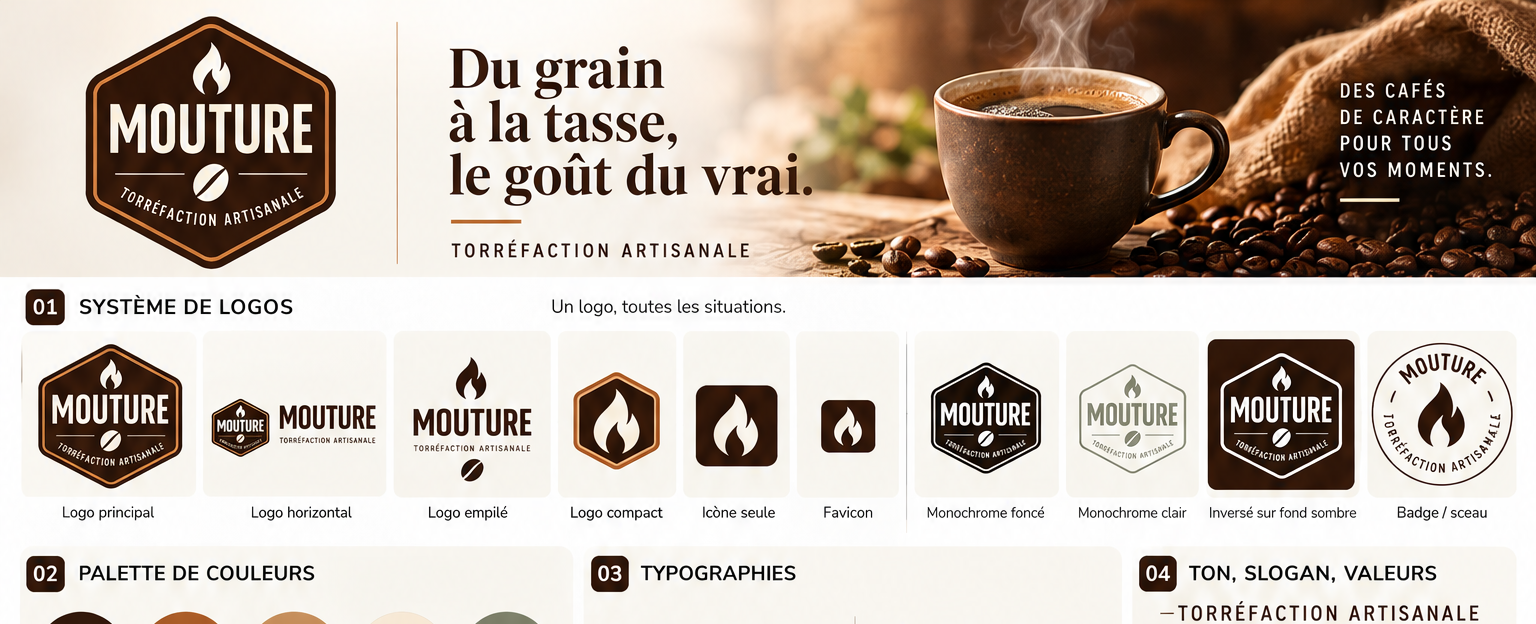 MOUTURE
TORRÉFACTION ARTISANALE
Du grain
à la tasse,
le goût du vrai.
TORRÉFACTION ARTISANALE
DES CAFÉS
DE CARACTÈRE
POUR TOUS
VOS MOMENTS.
01 SYSTÈME DE LOGOS
Un logo, toutes les situations.
MOUTURE
TORRÉFACTION ARTISANALE
Logo principal
MOUTURE
MOUTURE
TORRÉFACTION ARTISANALE
Logo horizontal
MOUTURE
TORRÉFACTION ARTISANALE
Logo empilé
Logo compact
Icône seule
Favicon
MOUTURE
TORRÉFACTION ARTISANALE
Monochrome foncé
MOUTURE
TORRÉFACTION ARTISANALE
Monochrome clair
MOUTURE
TORRÉFACTION ARTISANALE
Inversé sur fond sombre
MOUTURE
TORRÉFACTION ARTISANALE
Badge / sceau
02 PALETTE DE COULEURS
03 TYPOGRAPHIES
04 TON, SLOGAN, VALEURS
—TORRÉFACTION ARTISANALE